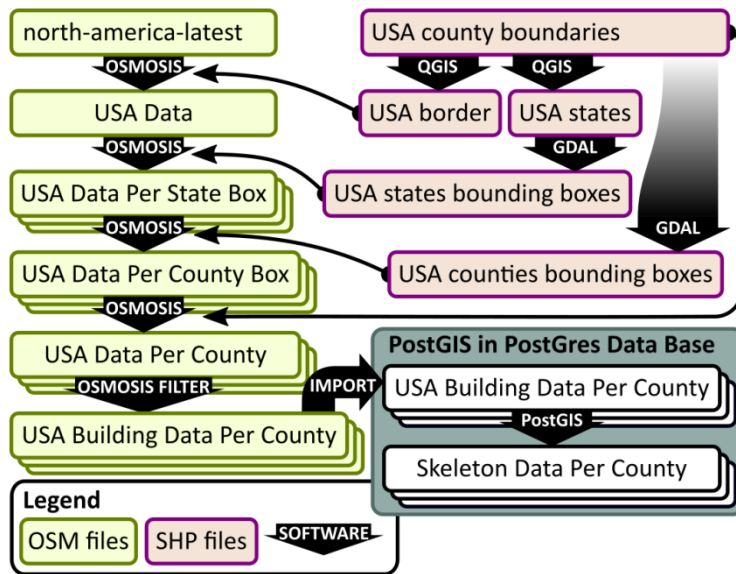 north-america-latest
OSMOSIS
USA Data
OSMOSIS
USA Data Per State Box
OSMOSIS
USA Data Per County Box
OSMOSIS
USA Data Per County
OSMOSIS FILTER
USA Building Data Per County
USA county boundaries
QGIS
QGIS
USA border
USA states
GDAL
USA states bounding boxes
GDAL
USA counties bounding boxes
IMPORT
PostGIS in PostGres Data Base
USA Building Data Per County
PostGIS
Skeleton Data Per County
Legend
OSM files
SHP files
SOFTWARE